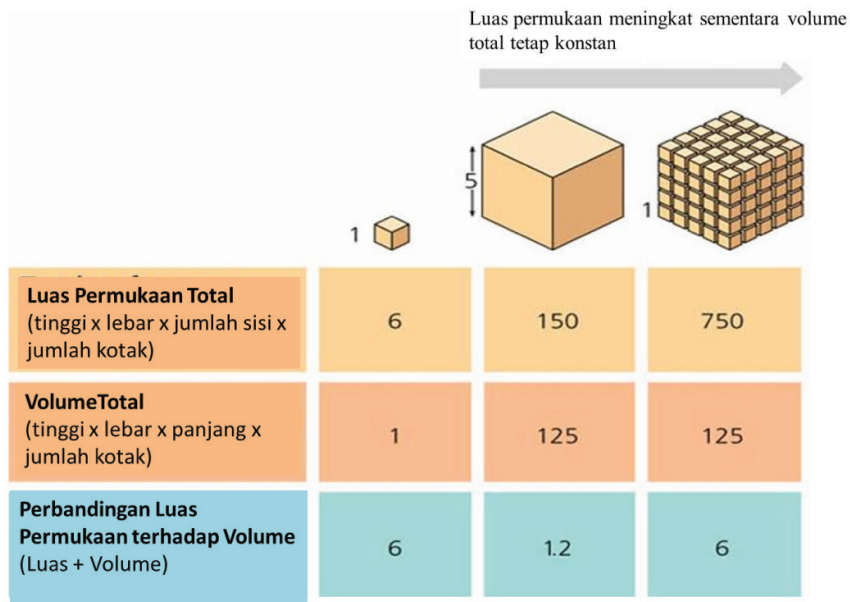 Luas permukaan meningkat sementara volume
total tetap konstan
5
1
1
Luas Permukaan Total
(tinggi x lebar x jumlah sisi x
jumlah kotak)
6
150
750
VolumeTotal
(tinggi x lebar x panjang x
jumlah kotak)
1
125
125
Perbandingan Luas
Permukaan terhadap Volume
(Luas + Volume)
6
1.2
6